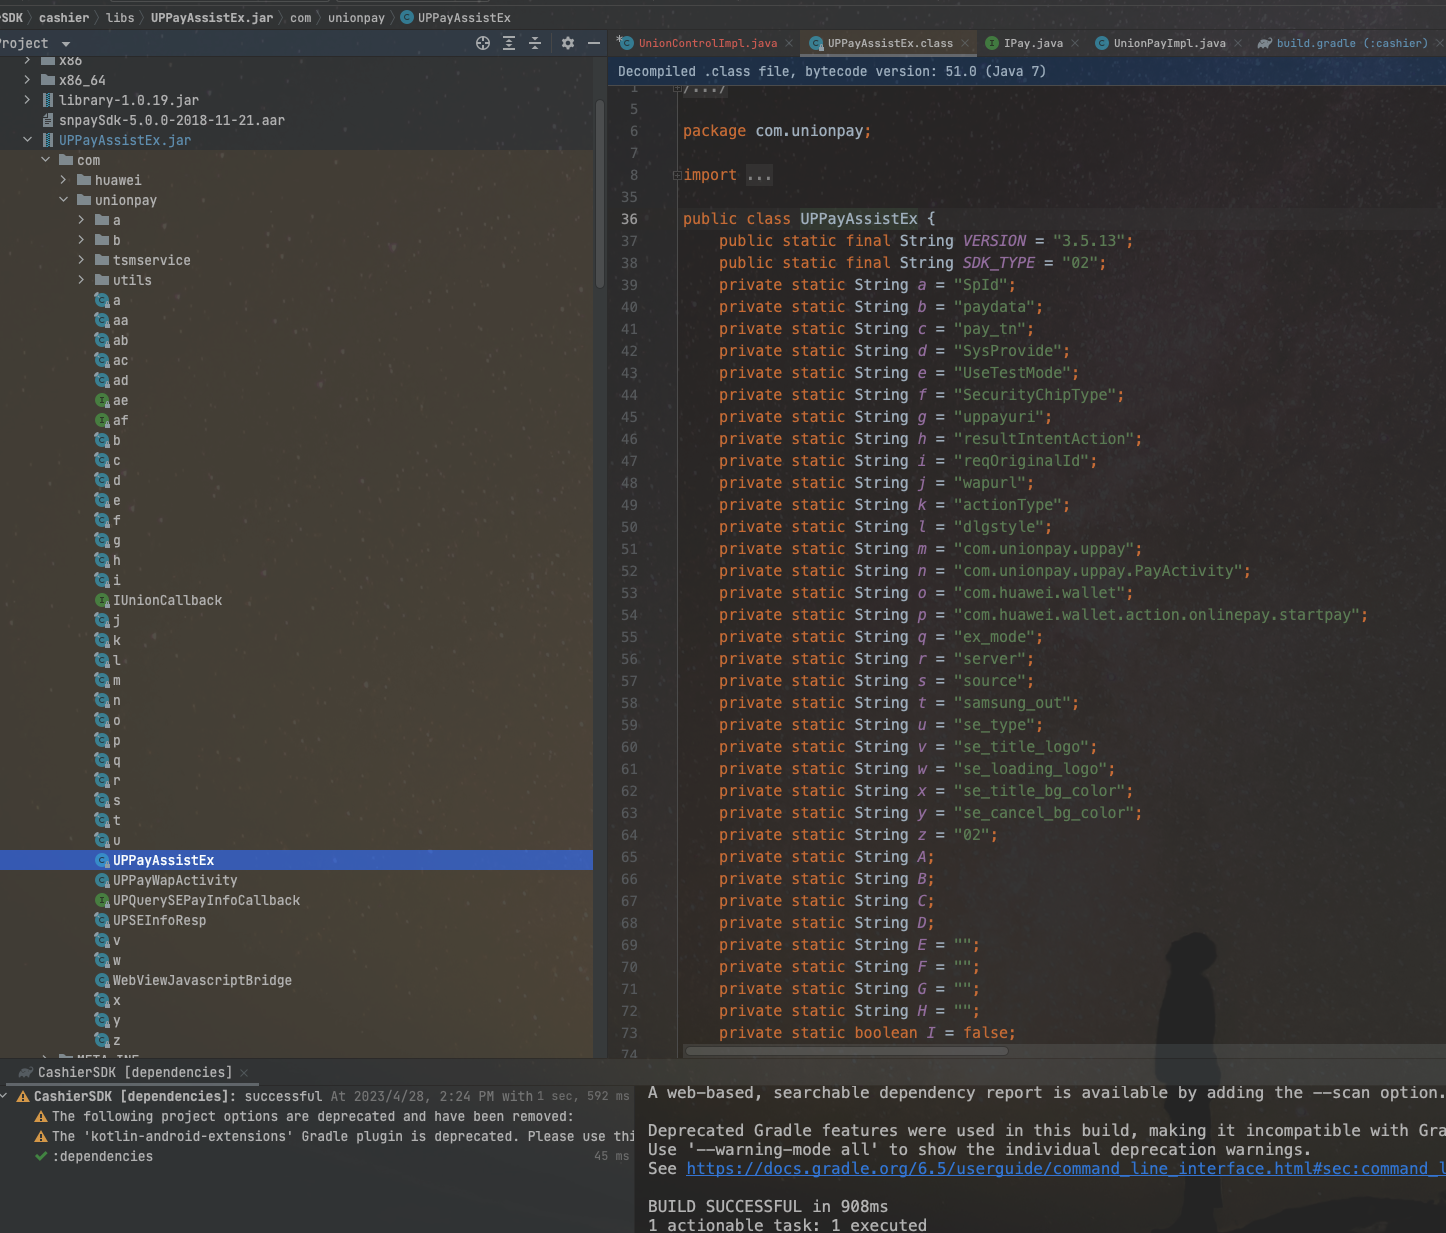 SDK › cashier › libs › UPPayAssistEx.jar › com › unionpay › UPPayAssistEx
Project
x86
x86_64
library-1.0.19.jar
snpaySdk-5.0.0-2018-11-21.aar
UPPayAssistEx.jar
com
huawei
unionpay
a
b
tsmservice
utils
a
aa
ab
ac
ad
ae
af
b
c
d
e
f
g
h
i
IUnionCallback
j
k
l
m
n
o
p
q
r
s
t
u
UPPayAssistEx
UPPayWapActivity
UPQuerySEPayInfoCallback
UPSEInfoResp
v
w
WebViewJavascriptBridge
x
y
z
META-INF
UnionControlImpl.java
UPPayAssistEx.class
IPay.java
UnionPayImpl.java
build.gradle (:cashier)
Decompiled .class file, bytecode version: 51.0 (Java 7)
1 /.../
5
6 package com.unionpay;
7
8 import ...
35
36 public class UPPayAssistEx {
37 public static final String VERSION = "3.5.13";
38 public static final String SDK_TYPE = "02";
39 private static String a = "SpId";
40 private static String b = "paydata";
41 private static String c = "pay_tn";
42 private static String d = "SysProvide";
43 private static String e = "UseTestMode";
44 private static String f = "SecurityChipType";
45 private static String g = "uppayuri";
46 private static String h = "resultIntentAction";
47 private static String i = "reqOriginalId";
48 private static String j = "wapurl";
49 private static String k = "actionType";
50 private static String l = "dlgstyle";
51 private static String m = "com.unionpay.uppay";
52 private static String n = "com.unionpay.uppay.PayActivity";
53 private static String o = "com.huawei.wallet";
54 private static String p = "com.huawei.wallet.action.onlinepay.startpay";
55 private static String q = "ex_mode";
56 private static String r = "server";
57 private static String s = "source";
58 private static String t = "samsung_out";
59 private static String u = "se_type";
60 private static String v = "se_title_logo";
61 private static String w = "se_loading_logo";
62 private static String x = "se_title_bg_color";
63 private static String y = "se_cancel_bg_color";
64 private static String z = "02";
65 private static String A;
66 private static String B;
67 private static String C;
68 private static String D;
69 private static String E = "";
70 private static String F = "";
71 private static String G = "";
72 private static String H = "";
73 private static boolean I = false;
74
CashierSDK [dependencies]
CashierSDK [dependencies]: successful At 2023/4/28, 2:24 PM with 1 sec, 592 ms
The following project options are deprecated and have been removed:
The 'kotlin-android-extensions' Gradle plugin is deprecated. Please use thi
:dependencies 45 ms
A web-based, searchable dependency report is available by adding the --scan option.
Deprecated Gradle features were used in this build, making it incompatible with Gra
Use '--warning-mode all' to show the individual deprecation warnings.
See https://docs.gradle.org/6.5/userguide/command_line_interface.html#sec:command_l
BUILD SUCCESSFUL in 908ms
1 actionable task: 1 executed